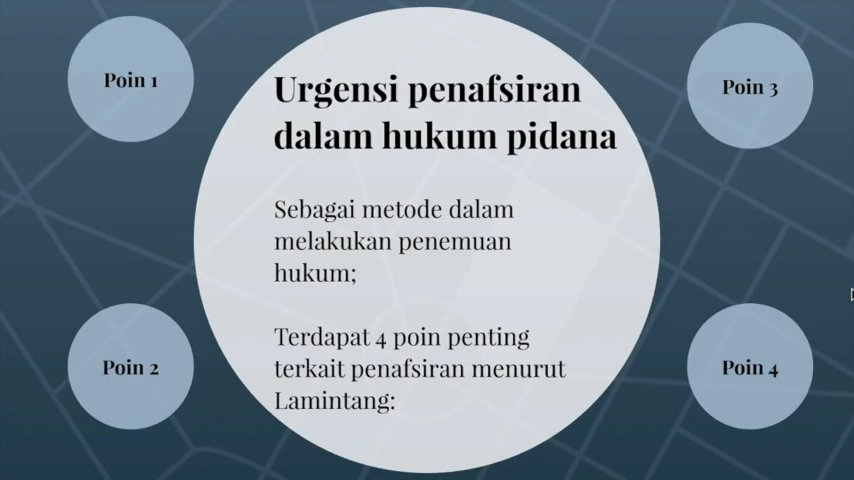 Poin 1
Poin 3
Urgensi penafsiran
dalam hukum pidana
Sebagai metode dalam
melakukan penemuan
hukum;
Terdapat 4 poin penting
terkait penafsiran menurut
Lamintang:
Poin 2
Poin 4